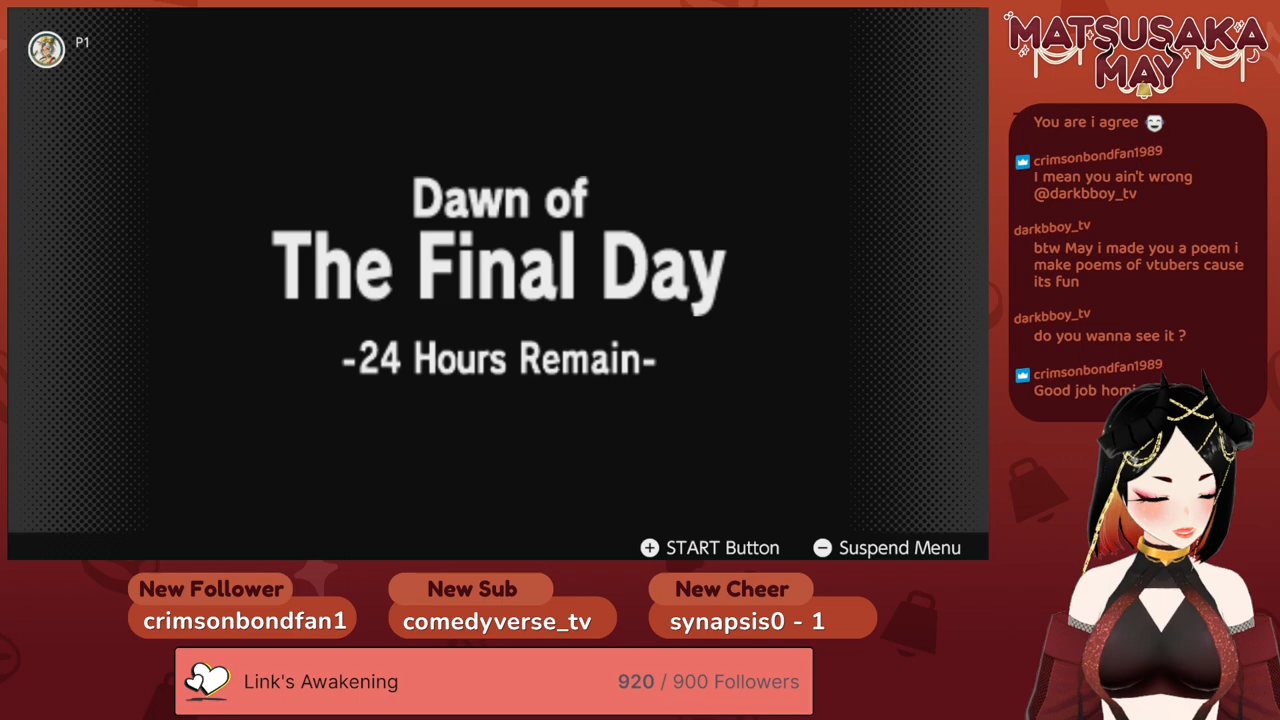 P1
Dawn of
The Final Day
-24 Hours Remain-
START Button
Suspend Menu
MATSUSAKA
MAY
You are i agree
crimsonbondfan1989
I mean you ain't wrong
@darkbboy_tv
darkbboy_tv
btw May i made you a poem i
make poems of vtubers cause
its fun
darkbboy_tv
do you wanna see it ?
crimsonbondfan1989
Good job
New Follower
crimsonbondfan1
New Sub
comedyverse_tv
New Cheer
synapsis0 - 1
Link's Awakening
920 / 900 Followers